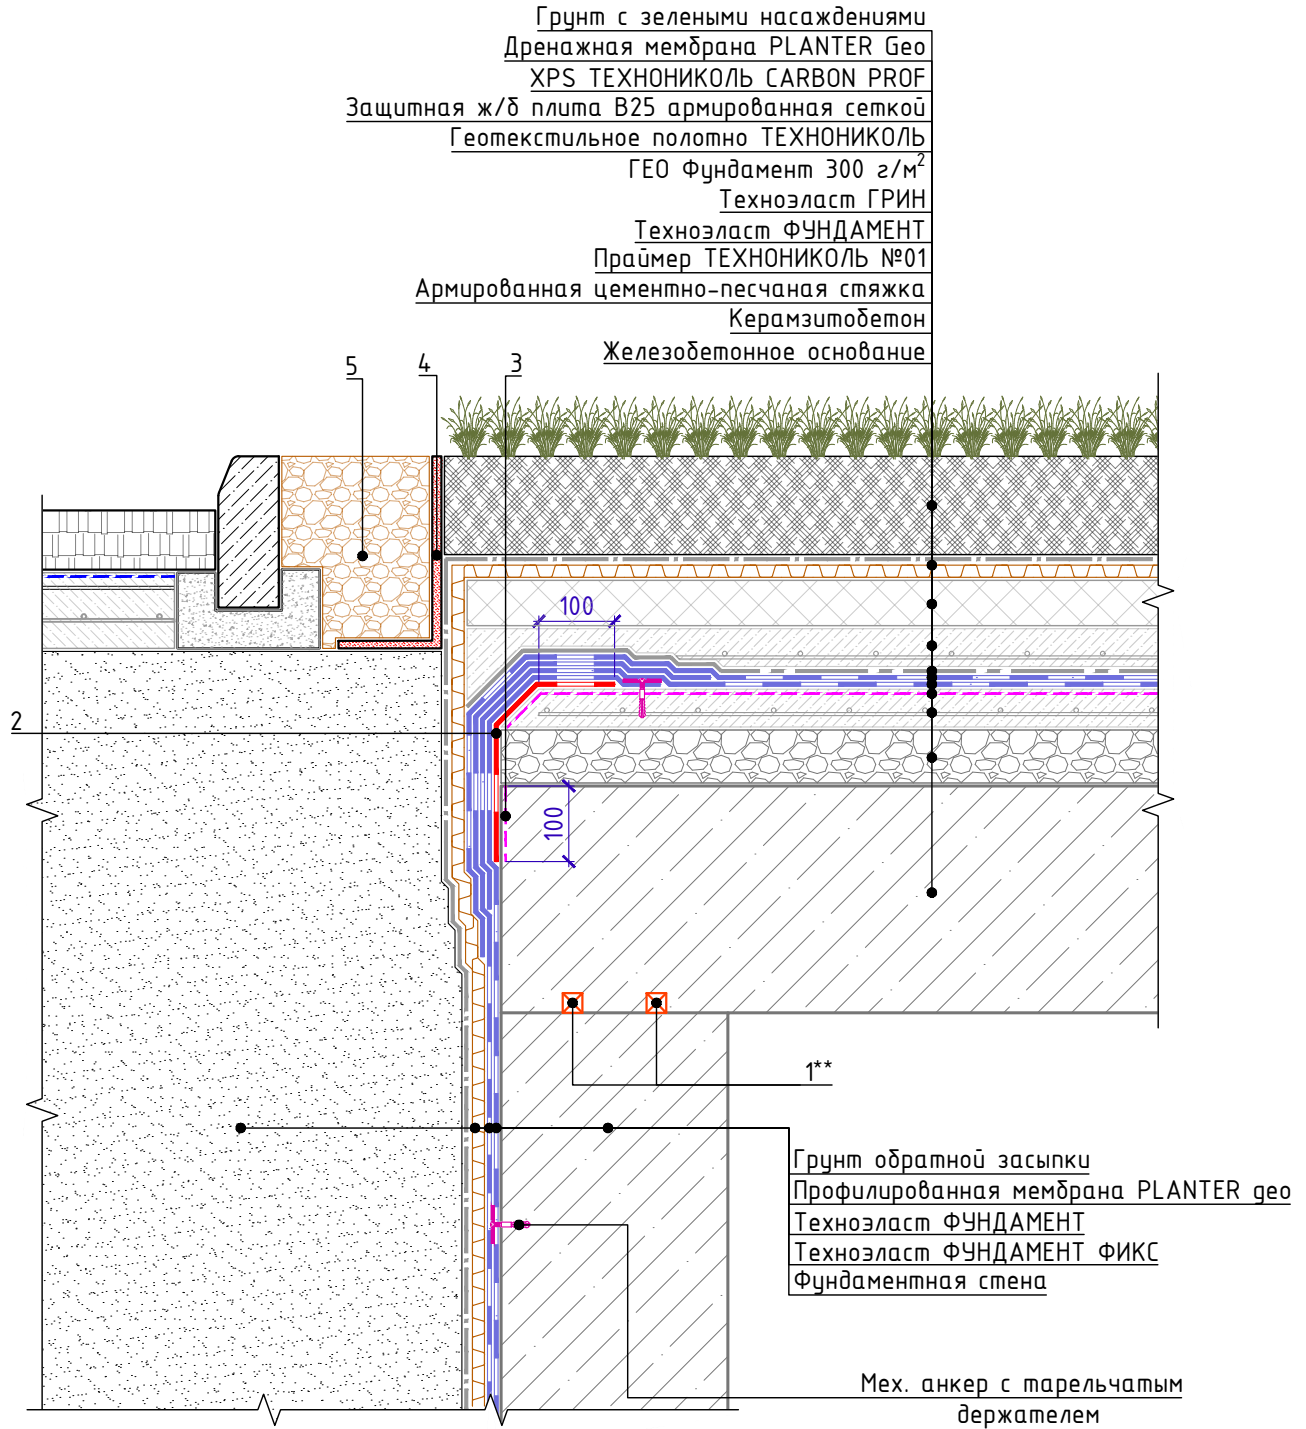 Грунт с зелеными насаждениями
Дренажная мембрана PLANTER Geo
XPS ТЕХНОНИКОЛЬ CARBON PROF
Защитная ж/б плита В25 армированная сеткой
Геотекстильное полотно ТЕХНОНИКОЛЬ
ГЕО Фундамент 300 г/м²
Техноэласт ГРИН
Техноэласт ФУНДАМЕНТ
Праймер ТЕХНОНИКОЛЬ №01
Армированная цементно-песчаная стяжка
Керамзитобетон
Железобетонное основание
5
4
3
100
2
100
1**
Грунт обратной засыпки
Профилированная мембрана PLANTER geo
Техноэласт ФУНДАМЕНТ
Техноэласт ФУНДАМЕНТ ФИКС
Фундаментная стена
Мех. анкер с тарельчатым
держателем